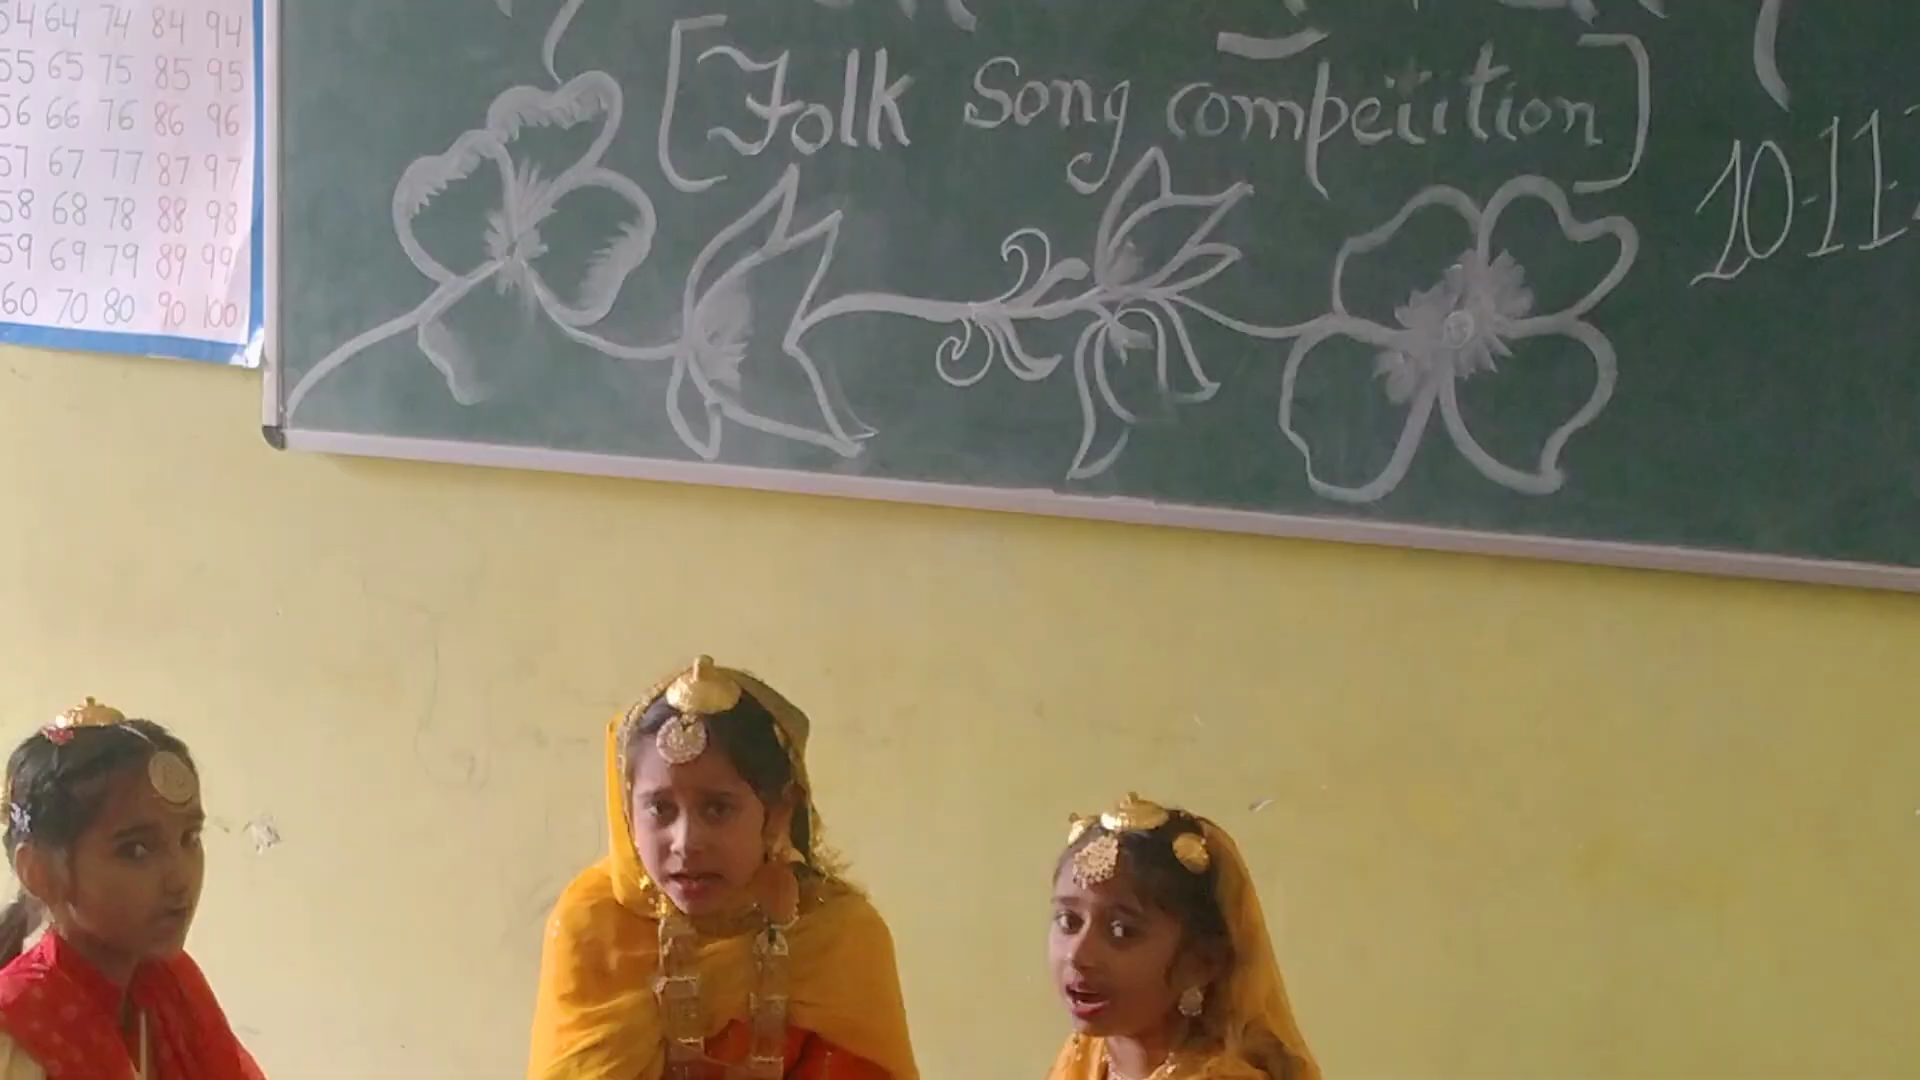 54 64 74 84 94
55 65 75 85 95
56 66 76 86 96
57 67 77 87 97
58 68 78 88 98
59 69 79 89 99
60 70 80 90 100
[Folk Song compeiition]
10-11-